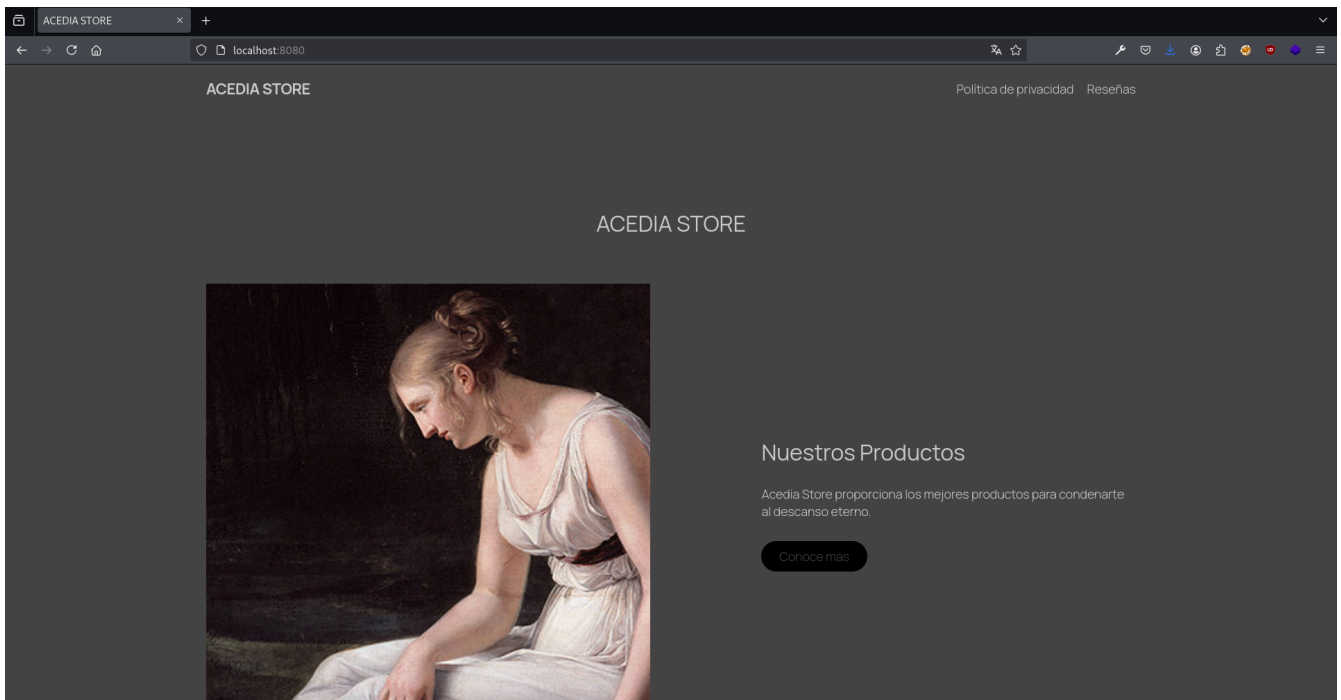 ACEDIA STORE
localhost:8080
ACEDIA STORE
Política de privacidad Reseñas
ACEDIA STORE
Nuestros Productos
Acedia Store proporciona los mejores productos para condenarte
al descanso eterno.
Conoce más